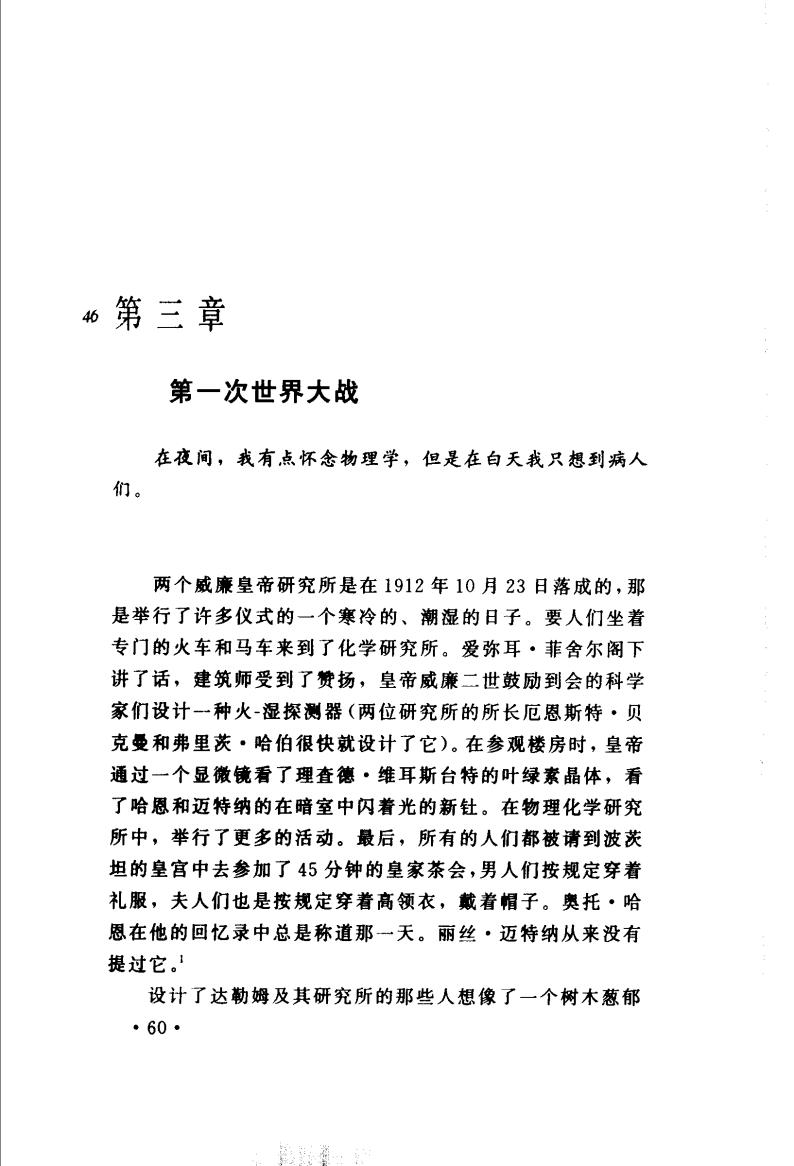 46 第三章
第一次世界大战
在夜间，我有点怀念物理学，但是在白天我只想到病人
们。
两个威廉皇帝研究所是在 1912 年 10 月 23 日落成的，那
是举行了许多仪式的一个寒冷的、潮湿的日子。要人们坐着
专门的火车和马车来到了化学研究所。爱弥耳·菲舍尔阁下
讲了话，建筑师受到了赞扬，皇帝威廉二世鼓励到会的科学
家们设计一种火-湿探测器（两位研究所的所长厄恩斯特·贝
克曼和弗里茨·哈伯很快就设计了它）。在参观楼房时，皇帝
通过一个显微镜看了理查德·维耳斯台特的叶绿素晶体，看
了哈恩和迈特纳的在暗室中闪着光的新钍。在物理化学研究
所中，举行了更多的活动。最后，所有的人们都被请到波茨
坦的皇宫中去参加了 45 分钟的皇家茶会，男人们按规定穿着
礼服，夫人们也是按规定穿着高领衣，戴着帽子。奥托·哈
恩在他的回忆录中总是称道那一天。丽丝·迈特纳从来没有
提过它。¹
设计了达勒姆及其研究所的那些人想像了一个树木葱郁
·60·